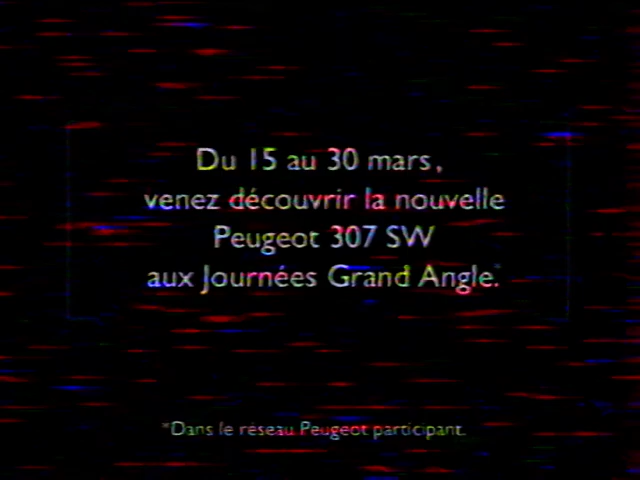 Du 15 au 30 mars,
venez découvrir la nouvelle
Peugeot 307 SW
aux Journées Grand Angle.*
*Dans le réseau Peugeot participant.